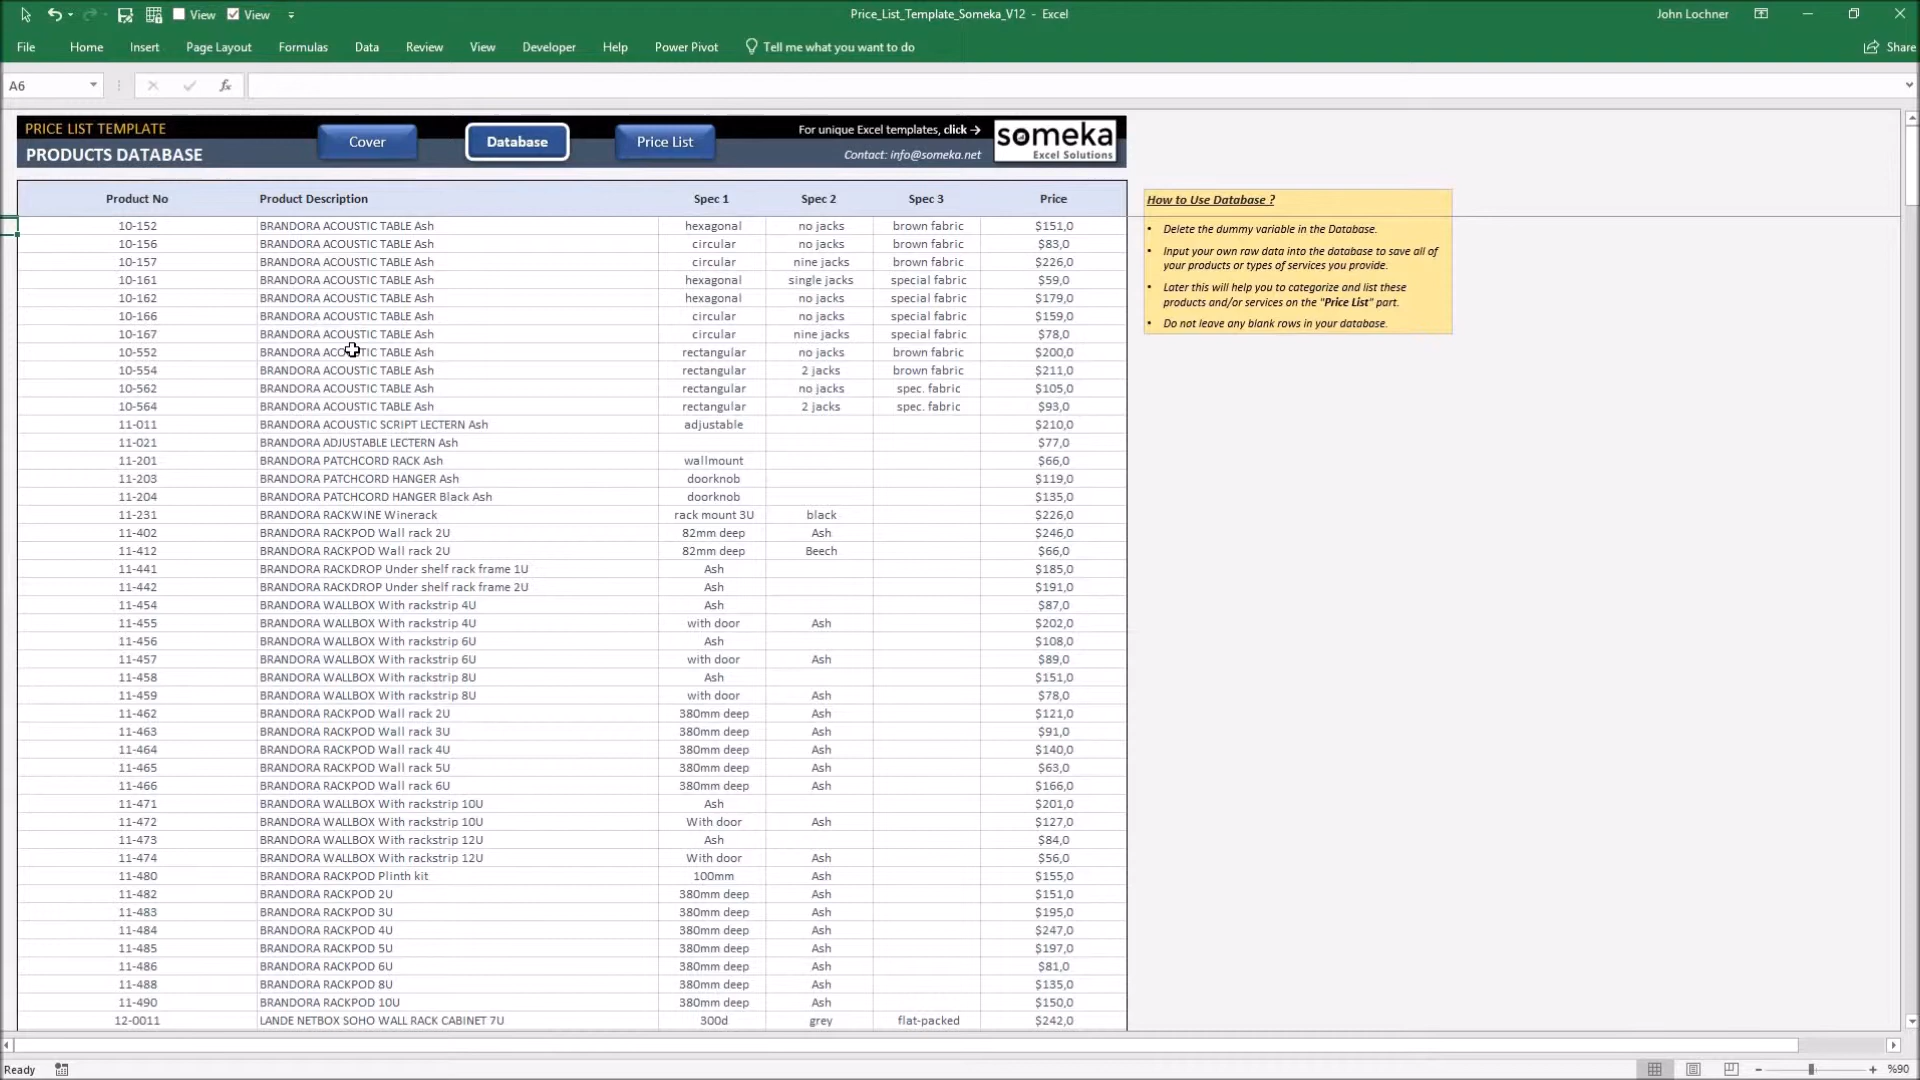 View View Price_List_Template_Someka_V12 - Excel John Lochner
File Home Insert Page Layout Formulas Data Review View Developer Help Power Pivot Tell me what you want to do Share
A6 fx
PRICE LIST TEMPLATE
PRODUCTS DATABASE
Cover Database Price List
For unique Excel templates, click →
Contact: info@someka.net
someka
Excel Solutions
Product No Product Description Spec 1 Spec 2 Spec 3 Price
10-152 BRANDORA ACOUSTIC TABLE Ash hexagonal no jacks brown fabric $151,0
10-156 BRANDORA ACOUSTIC TABLE Ash circular no jacks brown fabric $83,0
10-157 BRANDORA ACOUSTIC TABLE Ash circular nine jacks brown fabric $226,0
10-161 BRANDORA ACOUSTIC TABLE Ash hexagonal single jacks special fabric $59,0
10-162 BRANDORA ACOUSTIC TABLE Ash hexagonal no jacks special fabric $179,0
10-166 BRANDORA ACOUSTIC TABLE Ash circular no jacks special fabric $159,0
10-167 BRANDORA ACOUSTIC TABLE Ash circular nine jacks special fabric $78,0
10-552 BRANDORA ACOUSTIC TABLE Ash rectangular no jacks brown fabric $200,0
10-554 BRANDORA ACOUSTIC TABLE Ash rectangular 2 jacks brown fabric $211,0
10-562 BRANDORA ACOUSTIC TABLE Ash rectangular no jacks spec. fabric $105,0
10-564 BRANDORA ACOUSTIC TABLE Ash rectangular 2 jacks spec. fabric $93,0
11-011 BRANDORA ACOUSTIC SCRIPT LECTERN Ash adjustable $210,0
11-021 BRANDORA ADJUSTABLE LECTERN Ash $77,0
11-201 BRANDORA PATCHCORD RACK Ash wallmount $66,0
11-203 BRANDORA PATCHCORD HANGER Ash doorknob $119,0
11-204 BRANDORA PATCHCORD HANGER Black Ash doorknob $135,0
11-231 BRANDORA RACKWINE Winerack rack mount 3U black $226,0
11-402 BRANDORA RACKPOD Wall rack 2U 82mm deep Ash $246,0
11-412 BRANDORA RACKPOD Wall rack 2U 82mm deep Beech $66,0
11-441 BRANDORA RACKDROP Under shelf rack frame 1U Ash $185,0
11-442 BRANDORA RACKDROP Under shelf rack frame 2U Ash $191,0
11-454 BRANDORA WALLBOX With rackstrip 4U Ash $87,0
11-455 BRANDORA WALLBOX With rackstrip 4U with door Ash $202,0
11-456 BRANDORA WALLBOX With rackstrip 6U Ash $108,0
11-457 BRANDORA WALLBOX With rackstrip 6U with door Ash $89,0
11-458 BRANDORA WALLBOX With rackstrip 8U Ash $151,0
11-459 BRANDORA WALLBOX With rackstrip 8U with door Ash $78,0
11-462 BRANDORA RACKPOD Wall rack 2U 380mm deep Ash $121,0
11-463 BRANDORA RACKPOD Wall rack 3U 380mm deep Ash $91,0
11-464 BRANDORA RACKPOD Wall rack 4U 380mm deep Ash $140,0
11-465 BRANDORA RACKPOD Wall rack 5U 380mm deep Ash $63,0
11-466 BRANDORA RACKPOD Wall rack 6U 380mm deep Ash $166,0
11-471 BRANDORA WALLBOX With rackstrip 10U Ash $201,0
11-472 BRANDORA WALLBOX With rackstrip 10U With door Ash $127,0
11-473 BRANDORA WALLBOX With rackstrip 12U Ash $84,0
11-474 BRANDORA WALLBOX With rackstrip 12U With door Ash $56,0
11-480 BRANDORA RACKPOD Plinth kit 100mm Ash $155,0
11-482 BRANDORA RACKPOD 2U 380mm deep Ash $151,0
11-483 BRANDORA RACKPOD 3U 380mm deep Ash $195,0
11-484 BRANDORA RACKPOD 4U 380mm deep Ash $247,0
11-485 BRANDORA RACKPOD 5U 380mm deep Ash $197,0
11-486 BRANDORA RACKPOD 6U 380mm deep Ash $81,0
11-488 BRANDORA RACKPOD 8U 380mm deep Ash $135,0
11-490 BRANDORA RACKPOD 10U 380mm deep Ash $150,0
12-0011 LANDE NETBOX SOHO WALL RACK CABINET 7U 300d grey flat-packed $242,0
How to Use Database ?
• Delete the dummy variable in the Database.
• Input your own raw data into the database to save all of
your products or types of services you provide.
• Later this will help you to categorize and list these
products and/or services on the "Price List" part.
• Do not leave any blank rows in your database.
Ready %90